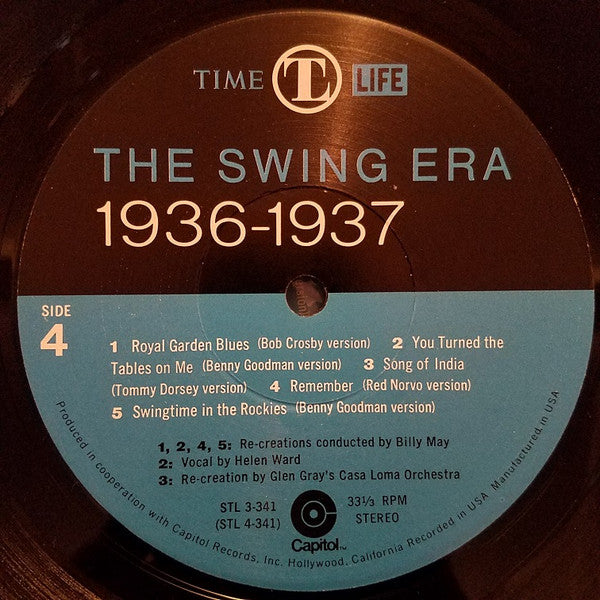 TIME TL LIFE
THE SWING ERA
1936-1937
SIDE
4
1 Royal Garden Blues (Bob Crosby version) 2 You Turned the
Tables on Me (Benny Goodman version) 3 Song of India
(Tommy Dorsey version) 4 Remember (Red Norvo version)
5 Swingtime in the Rockies (Benny Goodman version)
1, 2, 4, 5: Re-creations conducted by Billy May
2: Vocal by Helen Ward
3: Re-creation by Glen Gray's Casa Loma Orchestra
STL 3-341
(STL 4-341)
33⅓ RPM
STEREO
Capitol™
Produced in cooperation with Capitol Records, Inc. Hollywood, California Recorded in USA Manufactured in USA